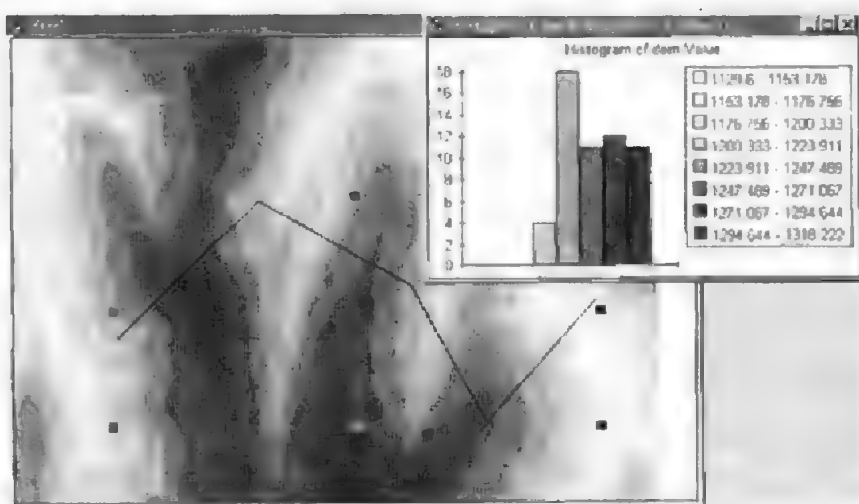 Histogram of dem Value
18
16
14
12
10
8
6
4
2
0
1129.6 - 1153.178
1153.178 - 1176.756
1176.756 - 1200.333
1200.333 - 1223.911
1223.911 - 1247.489
1247.489 - 1271.067
1271.067 - 1294.644
1294.644 - 1318.222